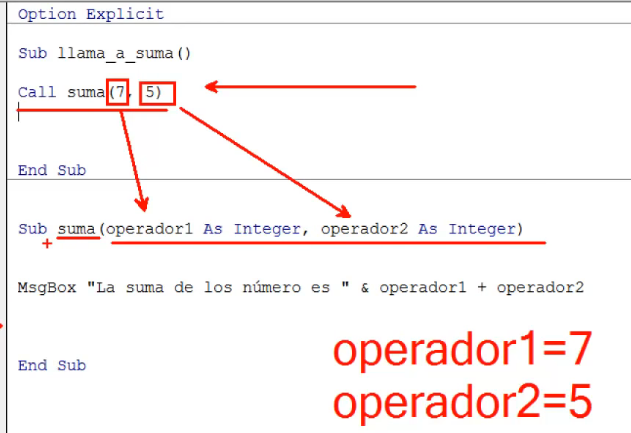 Option Explicit
Sub llama_a_suma()
Call suma(7, 5)
End Sub
Sub suma(operador1 As Integer, operador2 As Integer)
MsgBox "La suma de los número es " & operador1 + operador2
End Sub
operador1=7
operador2=5